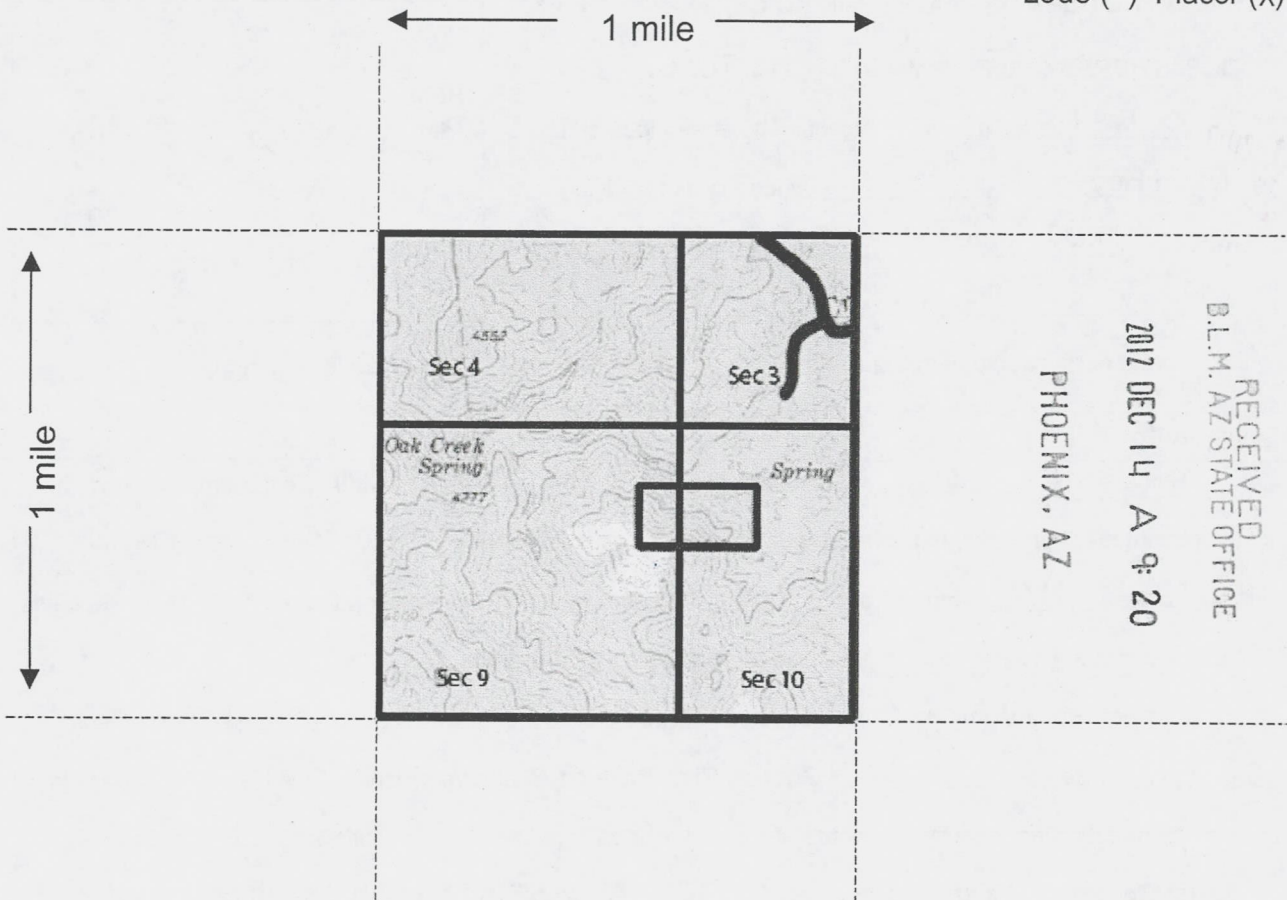 Placer (x)
1 mile
1 mile
4552
Sec 4
Sec 3
Oak Creek
Spring
4277
Spring
Sec 9
Sec 10
RECEIVED
B.L.M. AZ STATE OFFICE
2012 DEC 14 A 9:20
PHOENIX, AZ